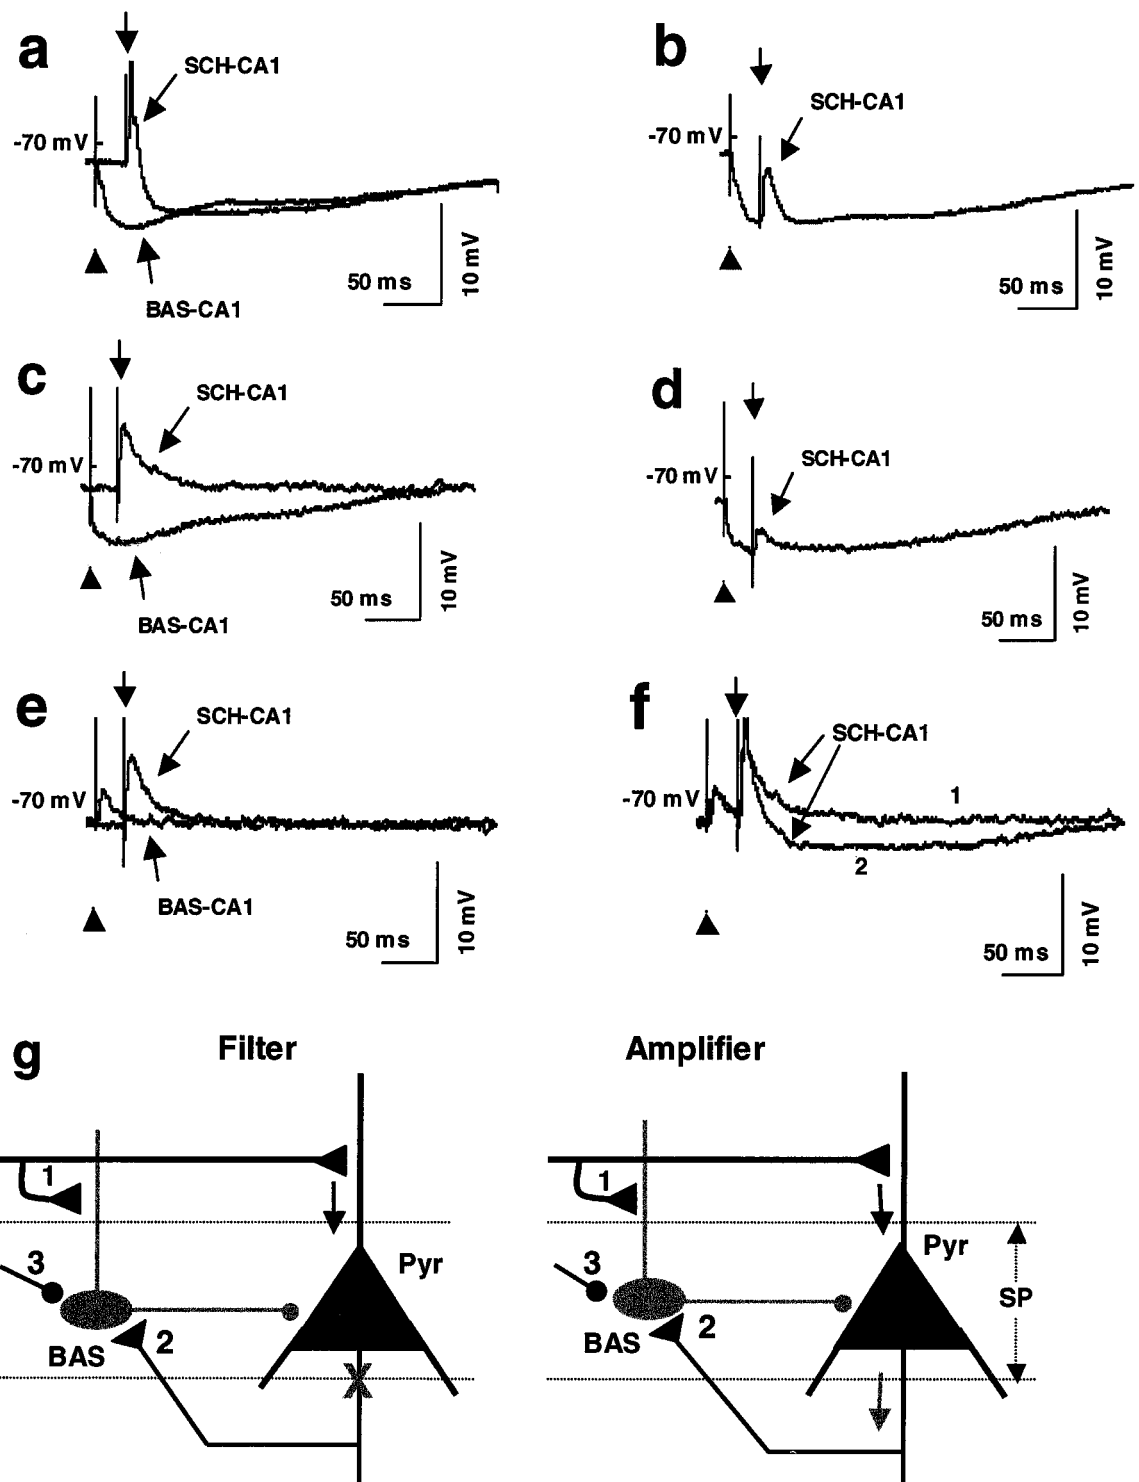 a
SCH-CA1
-70 mV
50 ms
10 mV
BAS-CA1
b
SCH-CA1
-70 mV
50 ms
10 mV
c
SCH-CA1
-70 mV
50 ms
10 mV
BAS-CA1
d
SCH-CA1
-70 mV
50 ms
10 mV
e
SCH-CA1
-70 mV
BAS-CA1
50 ms
10 mV
f
SCH-CA1
-70 mV
1
2
50 ms
10 mV
g
Filter
1
3
Pyr
BAS
2
X
Amplifier
1
3
Pyr
SP
BAS
2